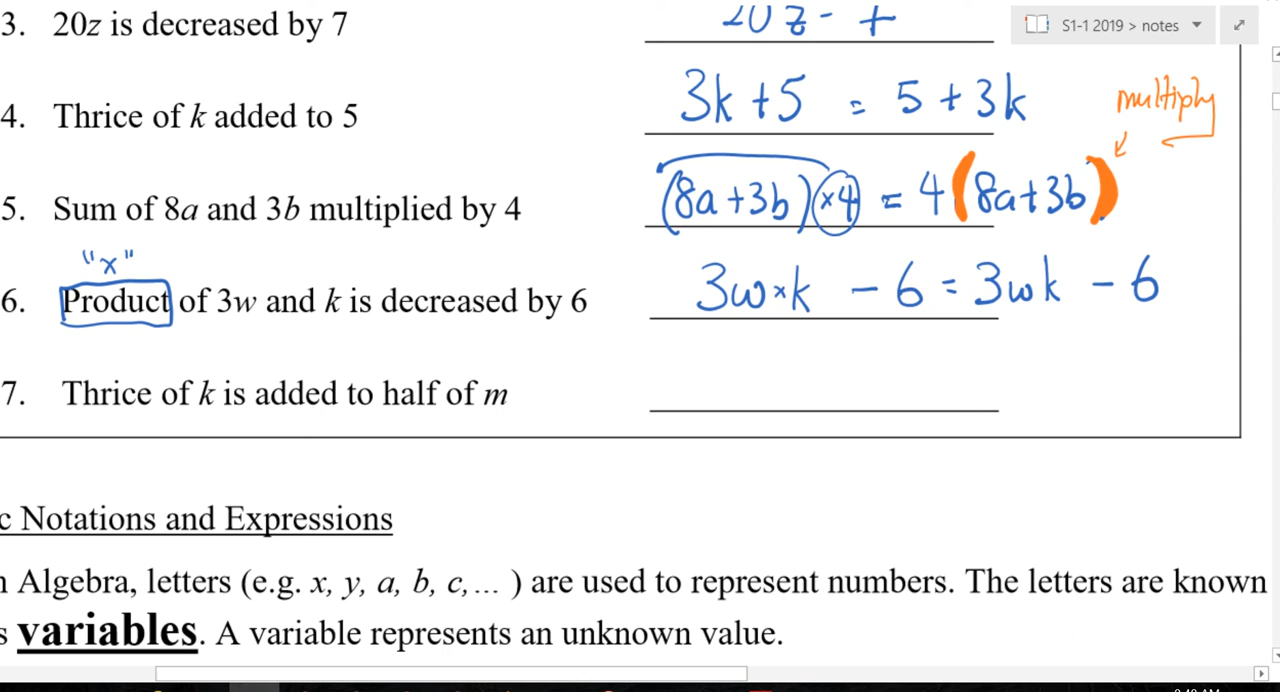 3. 20z is decreased by 7 20z -
S1-1 2019 > notes
4. Thrice of k added to 5 3k + 5 = 5 + 3k
multiply
5. Sum of 8a and 3b multiplied by 4 (8a + 3b) × 4 = 4(8a + 3b)
"x"
6. Product of 3w and k is decreased by 6 3w × k - 6 = 3wk - 6
7. Thrice of k is added to half of m
c Notations and Expressions
n Algebra, letters (e.g. x, y, a, b, c,... ) are used to represent numbers. The letters are known
s variables. A variable represents an unknown value.